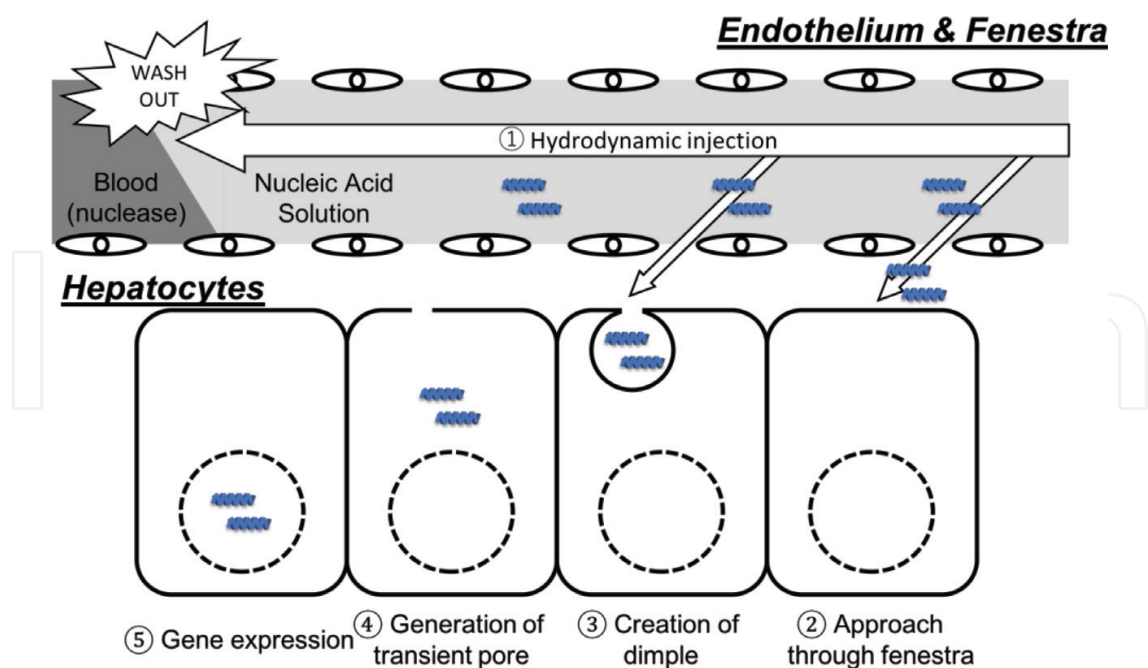 Endothelium & Fenestra
WASH
OUT
① Hydrodynamic injection
Blood
(nuclease)
Nucleic Acid
Solution
Hepatocytes
⑤ Gene expression
④ Generation of
transient pore
③ Creation of
dimple
② Approach
through fenestra